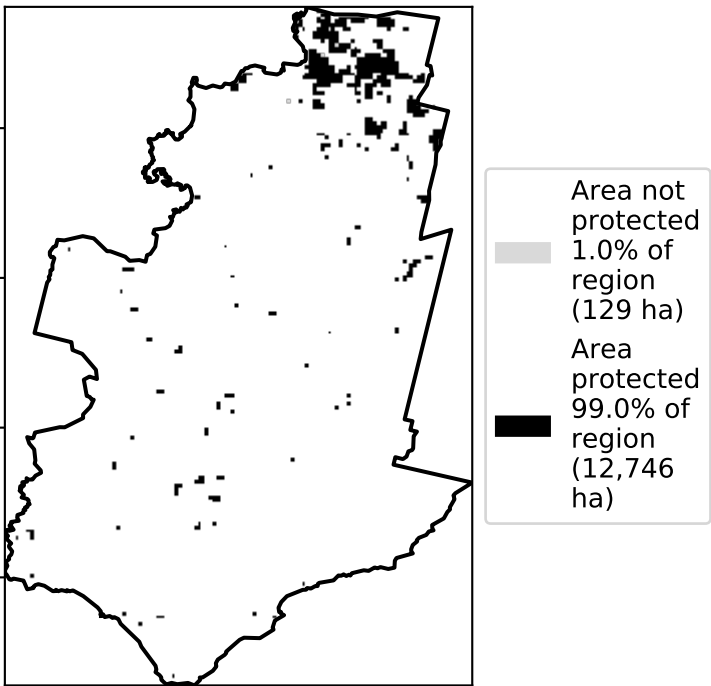 Area not
protected
1.0% of
region
(129 ha)
Area
protected
99.0% of
region
(12,746
ha)